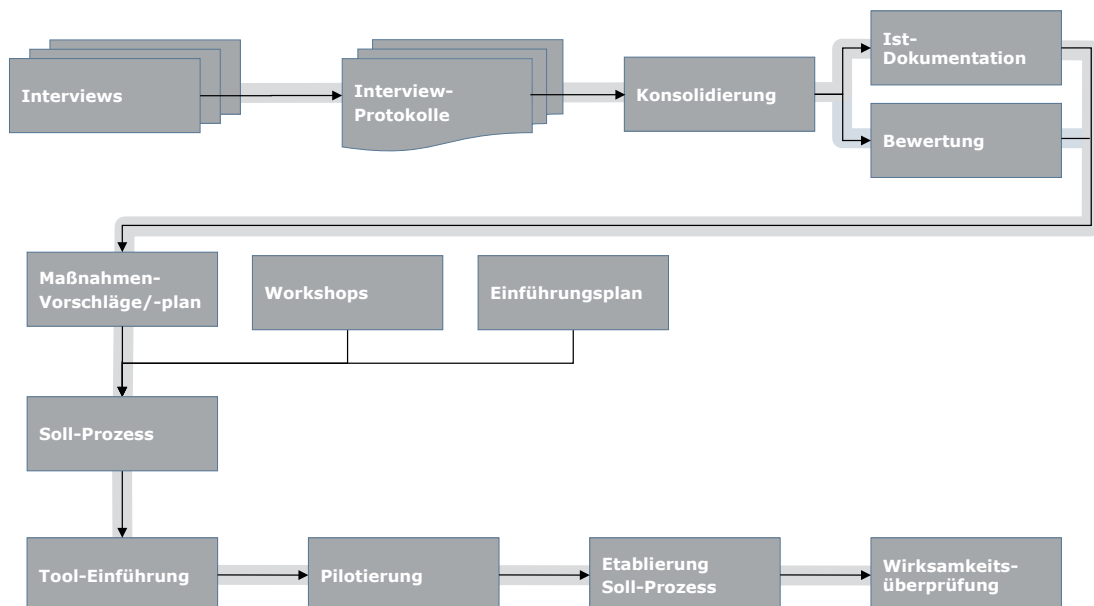 Interviews
Interview-
Protokolle
Konsolidierung
Ist-
Dokumentation
Bewertung
Maßnahmen-
Vorschläge/-plan
Workshops
Einführungsplan
Soll-Prozess
Tool-Einführung
Pilotierung
Etablierung
Soll-Prozess
Wirksamkeits-
überprüfung